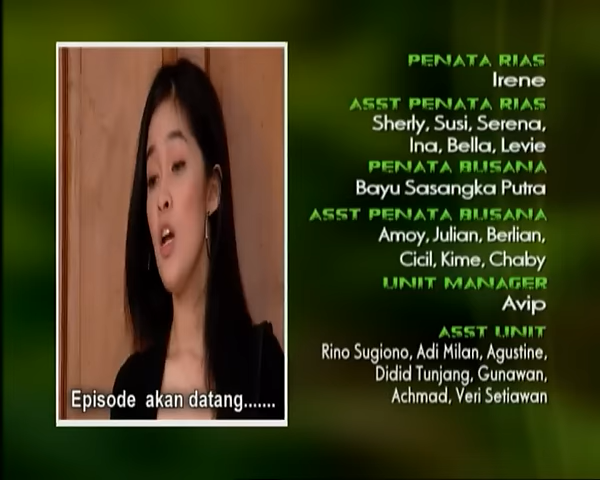 PENATA RIAS
Irene
ASST PENATA RIAS
Sherly, Susi, Serena,
Ina, Bella, Levie
PENATA BUSANA
Bayu Sasangka Putra
ASST PENATA BUSANA
Amoy, Julian, Berlian,
Cicil, Kime, Chaby
UNIT MANAGER
Avip
ASST UNIT
Rino Sugiono, Adi Milan, Agustine,
Didid Tunjang, Gunawan,
Achmad, Veri Setiawan
Episode akan datang.......